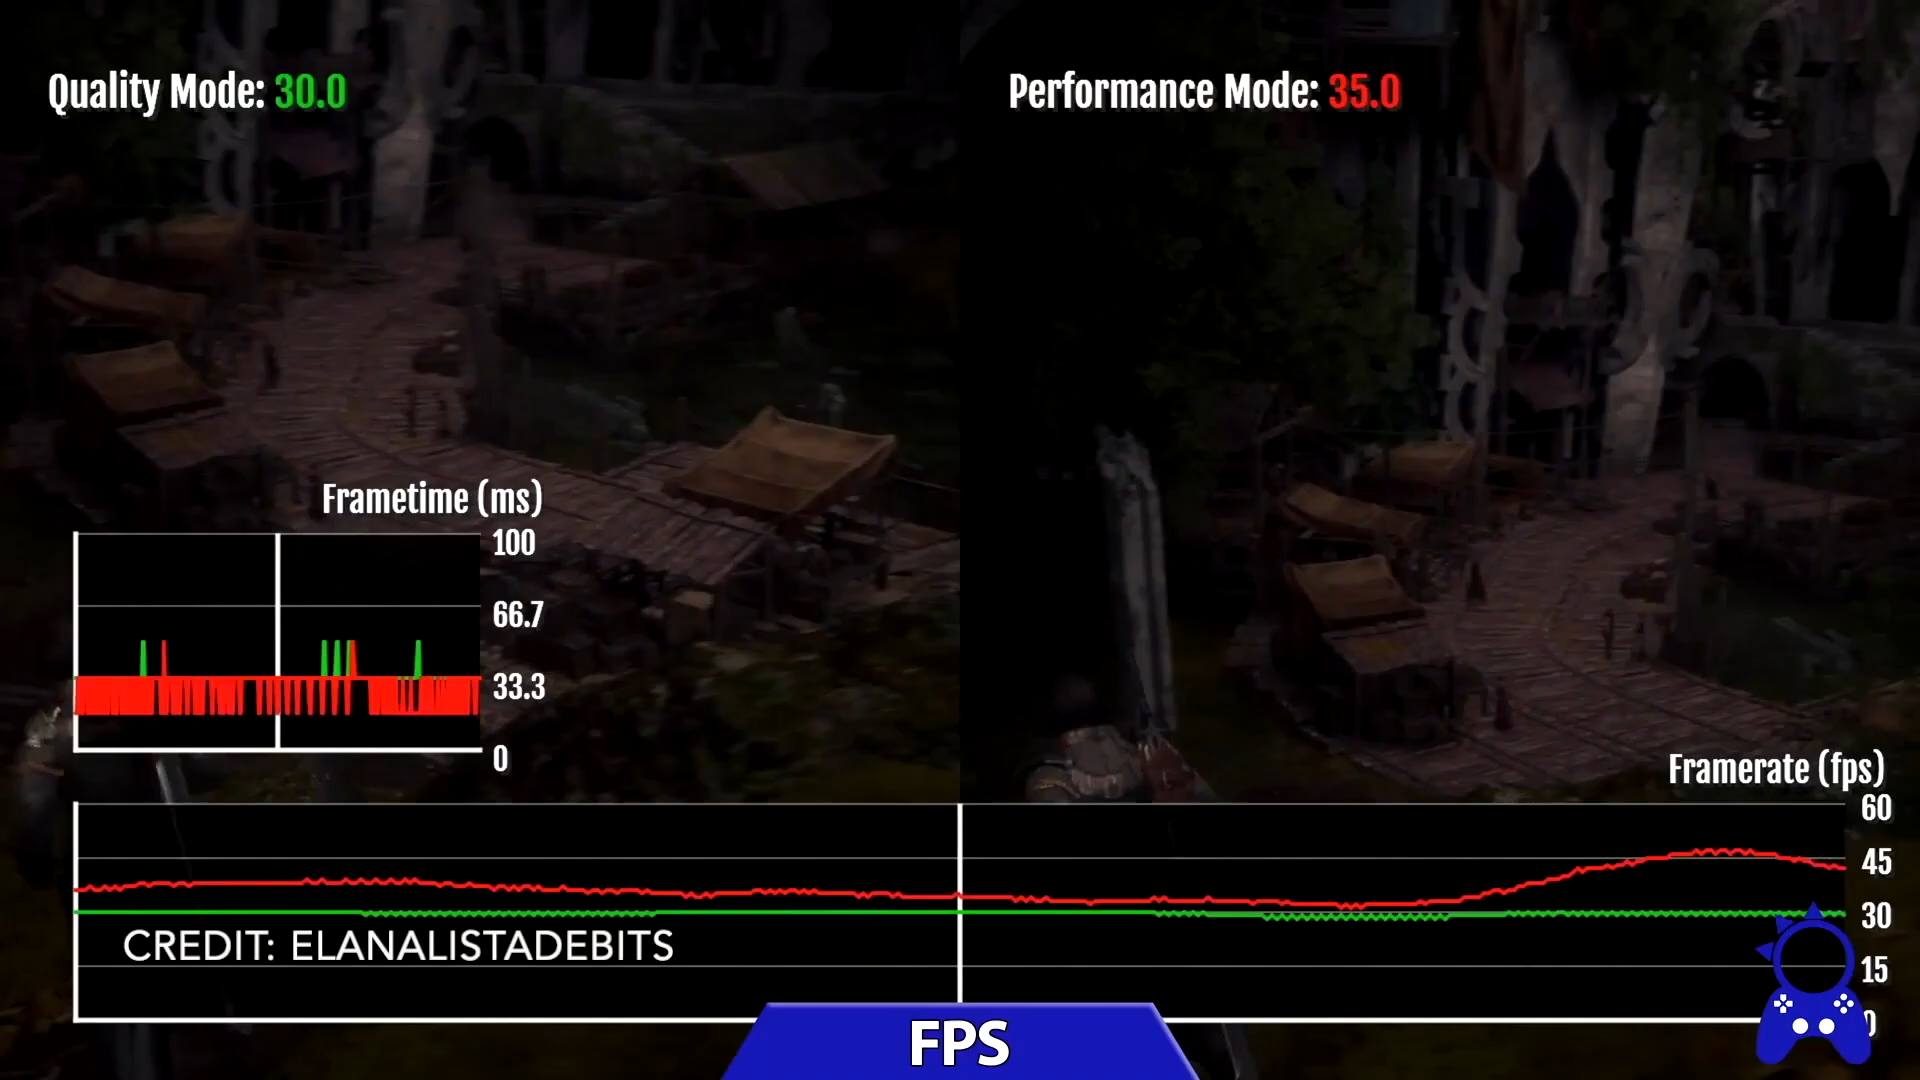 Quality Mode: 30.0
Performance Mode: 35.0
Frametime (ms)
100
66.7
33.3
0
Framerate (fps)
60
45
30
15
0
CREDIT: ELANALISTADEBITS
FPS